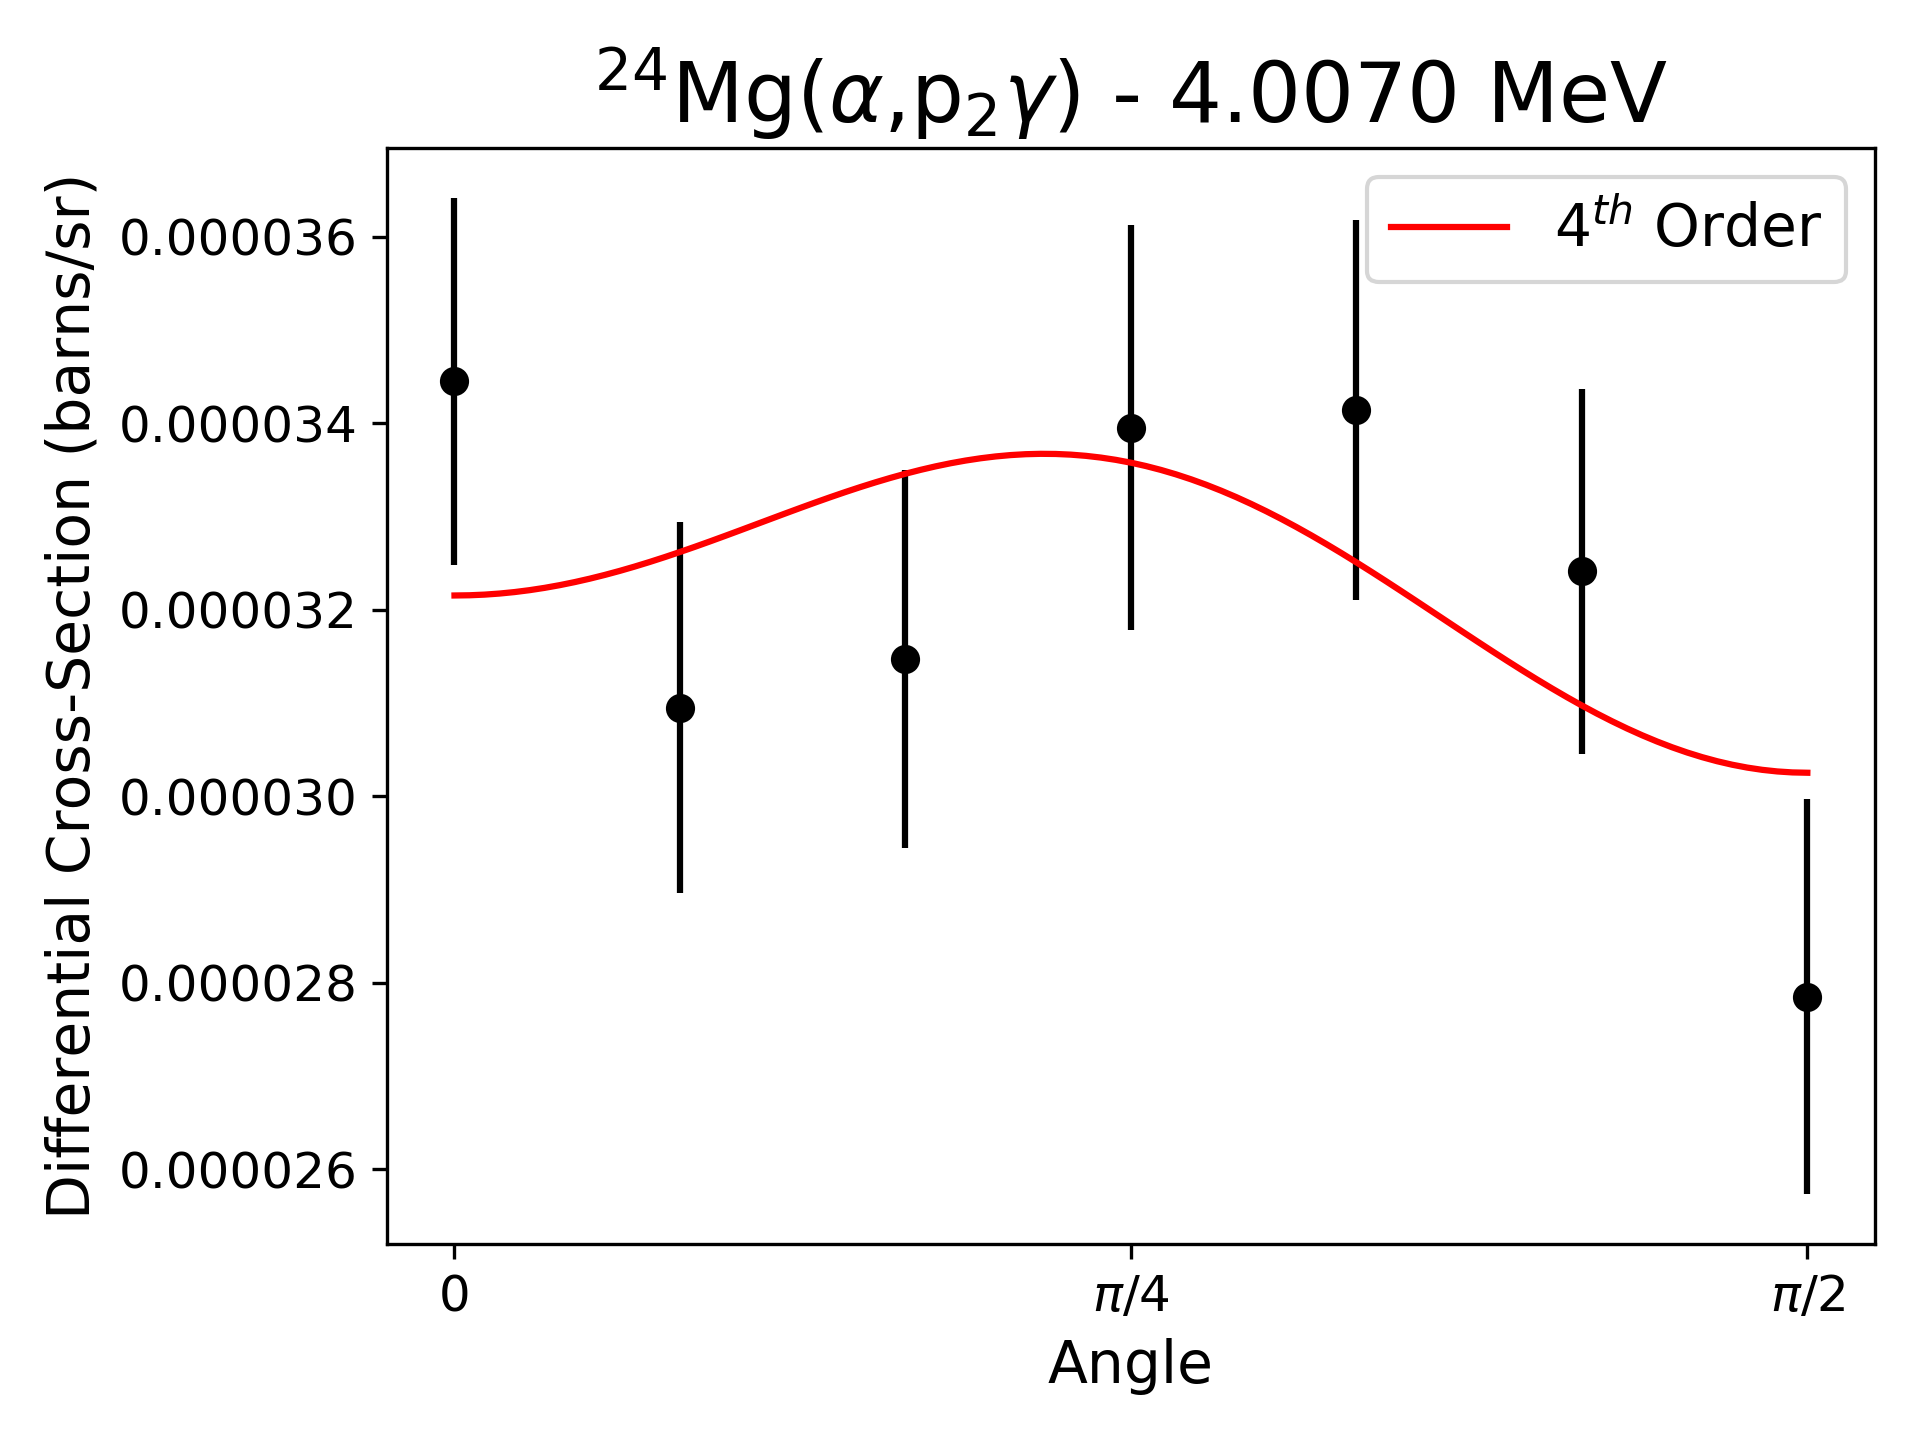 ²⁴Mg(α,p₂γ) - 4.0070 MeV
4ᵗʰ Order
Differential Cross-Section (barns/sr)
0.000036
0.000034
0.000032
0.000030
0.000028
0.000026
0
π/4
π/2
Angle